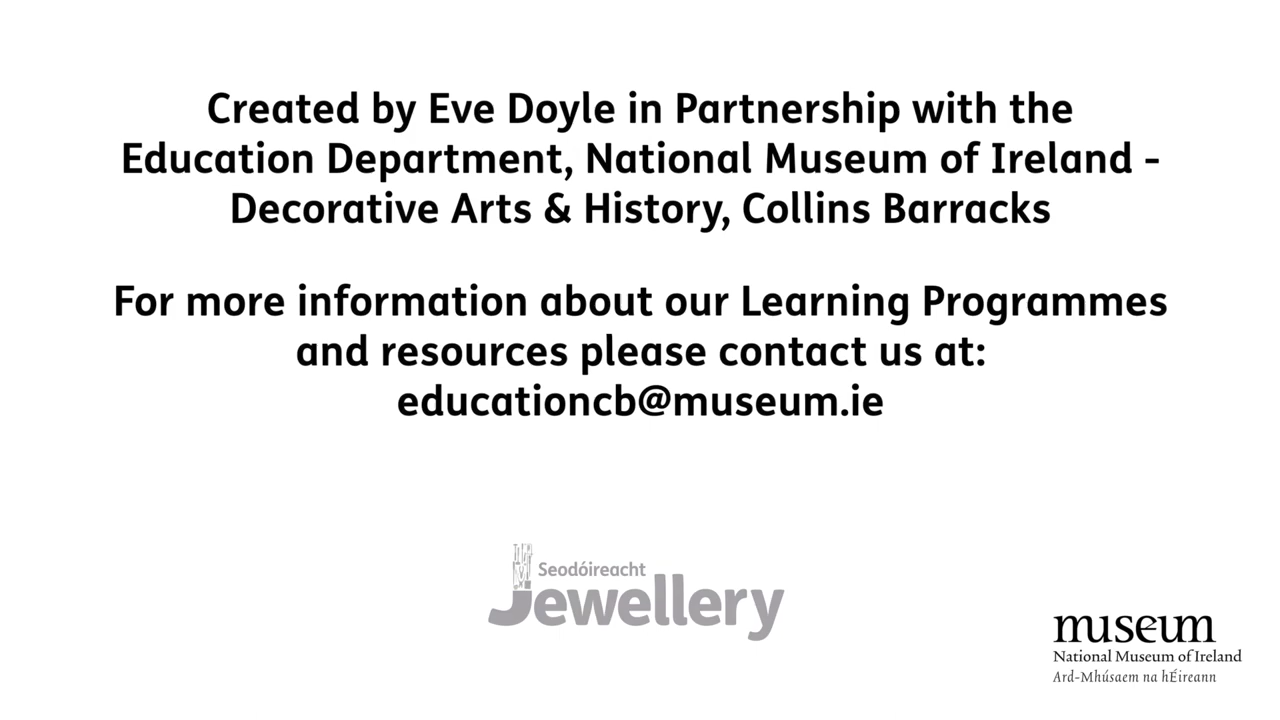 Created by Eve Doyle in Partnership with the
Education Department, National Museum of Ireland -
Decorative Arts & History, Collins Barracks
For more information about our Learning Programmes
and resources please contact us at:
educationcb@museum.ie
Seodóireacht
Jewellery
museum
National Museum of Ireland
Ard-Mhúsaem na hÉireann